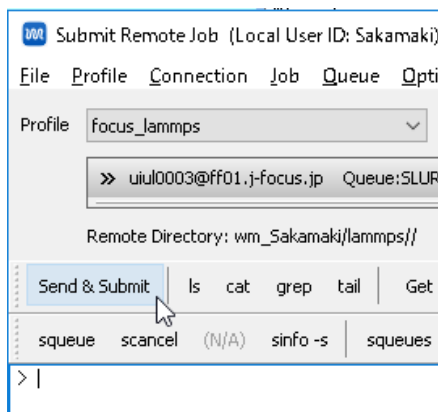 Submit Remote Job (Local User ID: Sakamaki)
File Profile Connection Job Queue
Profile focus_lammps
» uiul0003@ff01.j-focus.jp Queue:SLUR
Remote Directory: wm_Sakamaki/lammps//
Send & Submit ls cat grep tail Get
squeue scancel (N/A) sinfo -s squeues
> |